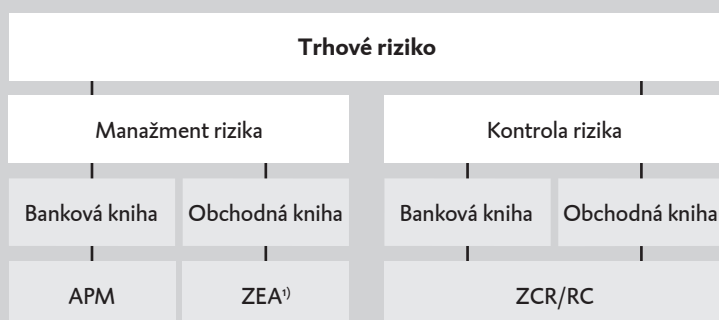 Trhové riziko
Manažment rizika
Kontrola rizika
Banková kniha
Obchodná kniha
Banková kniha
Obchodná kniha
APM
ZEA¹⁾
ZCR/RC